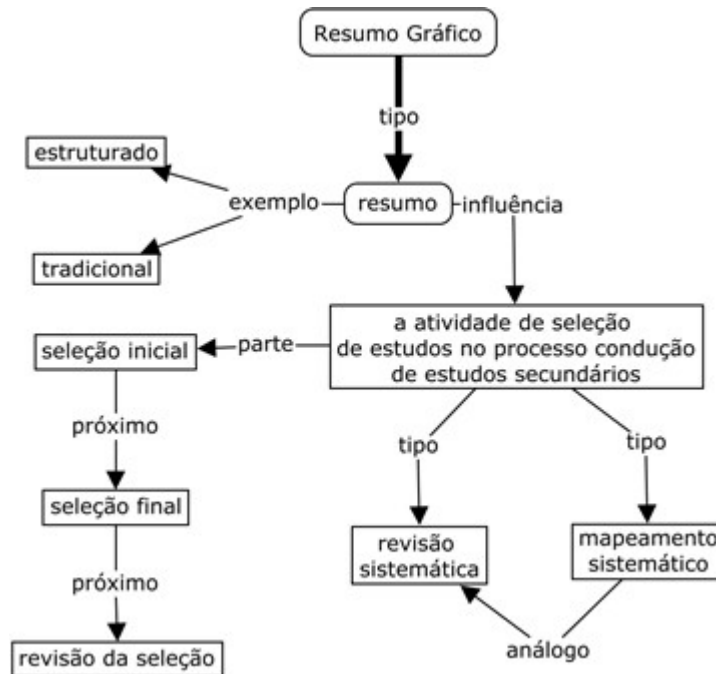 Resumo Gráfico
tipo
estruturado
exemplo
resumo
influência
tradicional
a atividade de seleção
de estudos no processo condução
de estudos secundários
parte
seleção inicial
próximo
tipo
tipo
seleção final
revisão
sistemática
mapeamento
sistemático
próximo
análogo
revisão da seleção